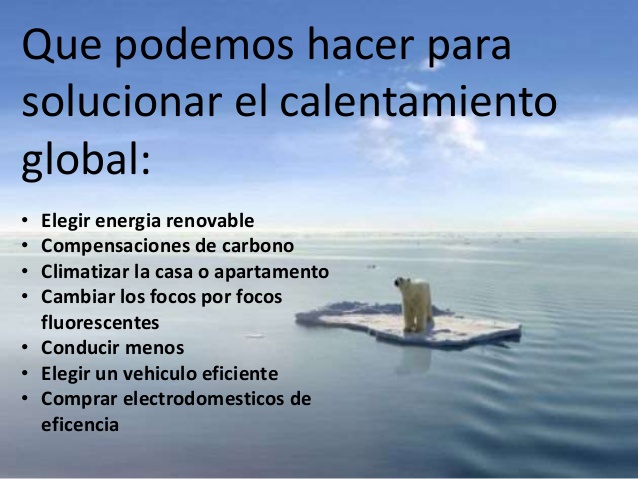 Que podemos hacer para
solucionar el calentamiento
global:
• Elegir energia renovable
• Compensaciones de carbono
• Climatizar la casa o apartamento
• Cambiar los focos por focos
fluorescentes
• Conducir menos
• Elegir un vehiculo eficiente
• Comprar electrodomesticos de
eficencia